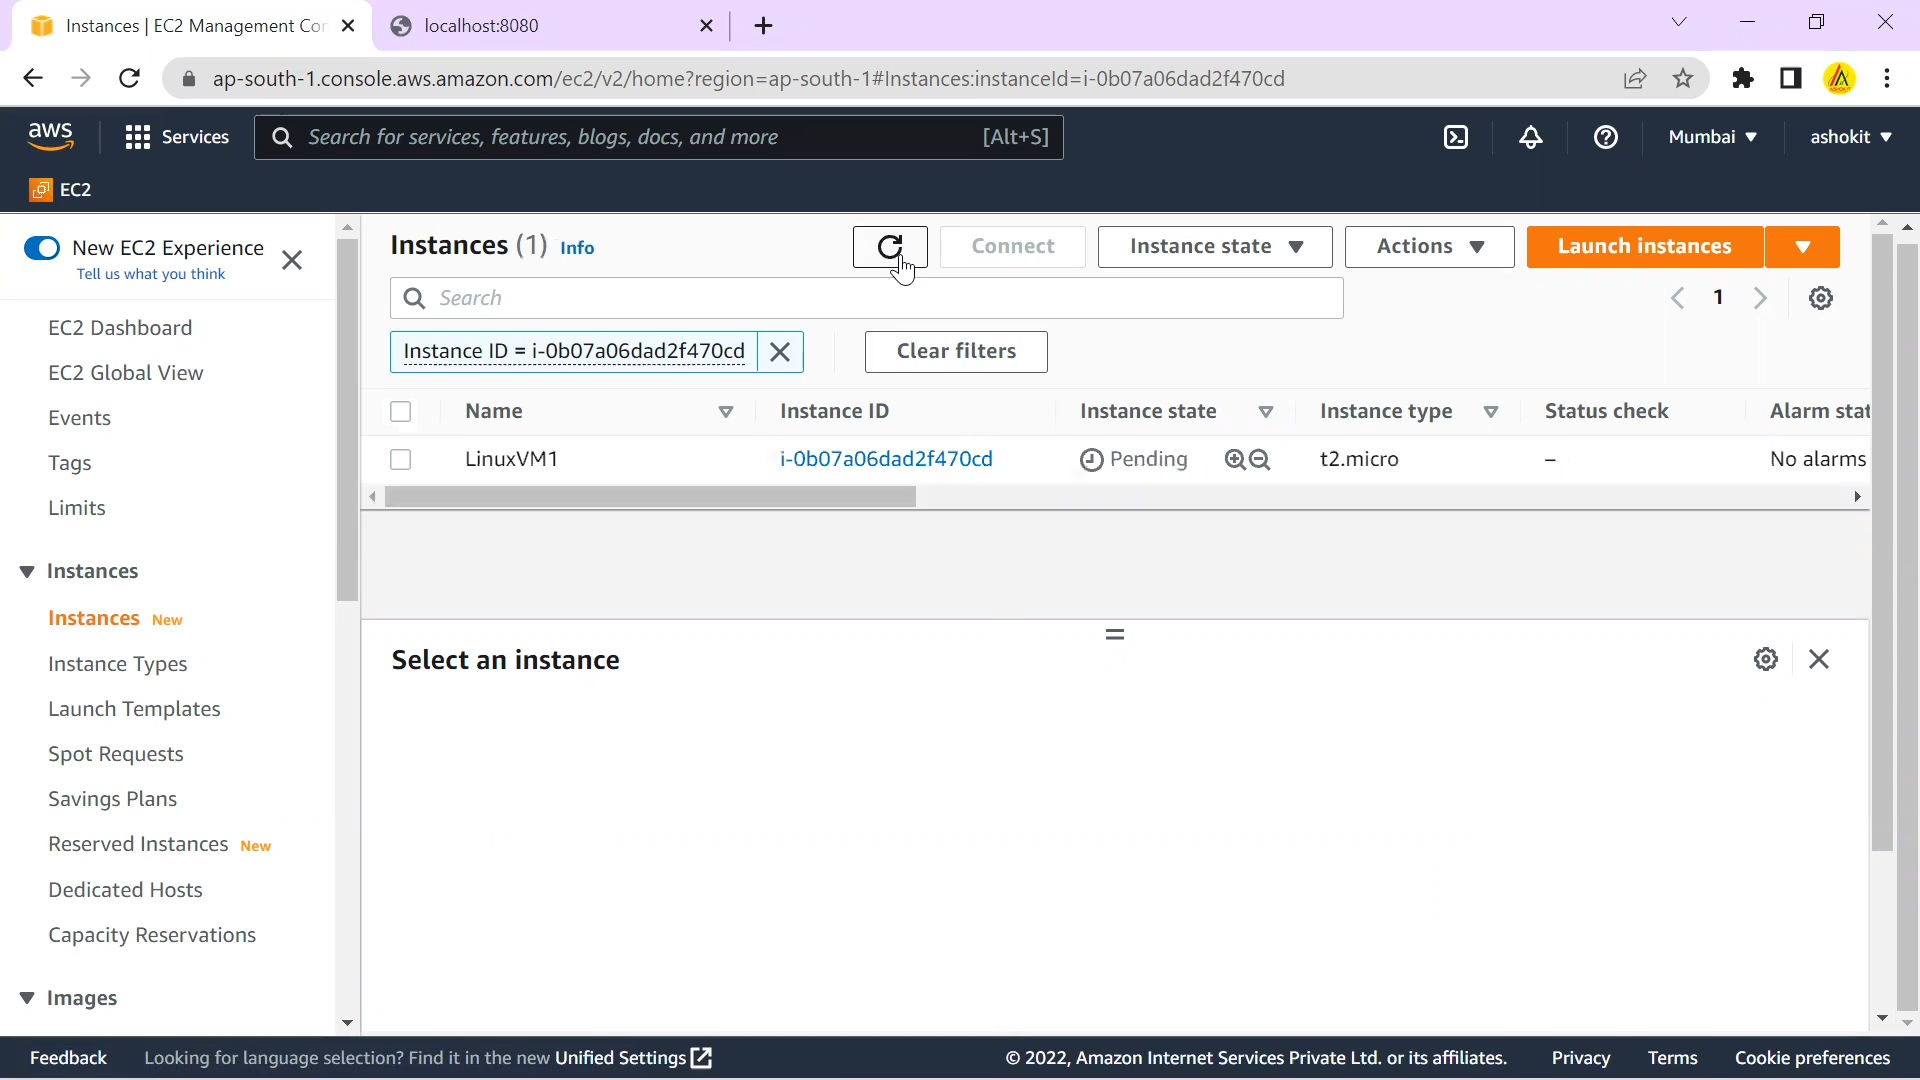 Instances | EC2 Management Cor
localhost:8080
ap-south-1.console.aws.amazon.com/ec2/v2/home?region=ap-south-1#Instances:instanceId=i-0b07a06dad2f470cd
aws
Services
Search for services, features, blogs, docs, and more
[Alt+S]
Mumbai
ashokit
EC2
New EC2 Experience
Tell us what you think
EC2 Dashboard
EC2 Global View
Events
Tags
Limits
Instances
Instances New
Instance Types
Launch Templates
Spot Requests
Savings Plans
Reserved Instances New
Dedicated Hosts
Capacity Reservations
Images
Instances (1) Info
Connect
Instance state
Actions
Launch instances
Search
1
Instance ID = i-0b07a06dad2f470cd
Clear filters
Name Instance ID Instance state Instance type Status check Alarm stat
LinuxVM1 i-0b07a06dad2f470cd Pending t2.micro – No alarms
Select an instance
Feedback Looking for language selection? Find it in the new Unified Settings © 2022, Amazon Internet Services Private Ltd. or its affiliates. Privacy Terms Cookie preferences